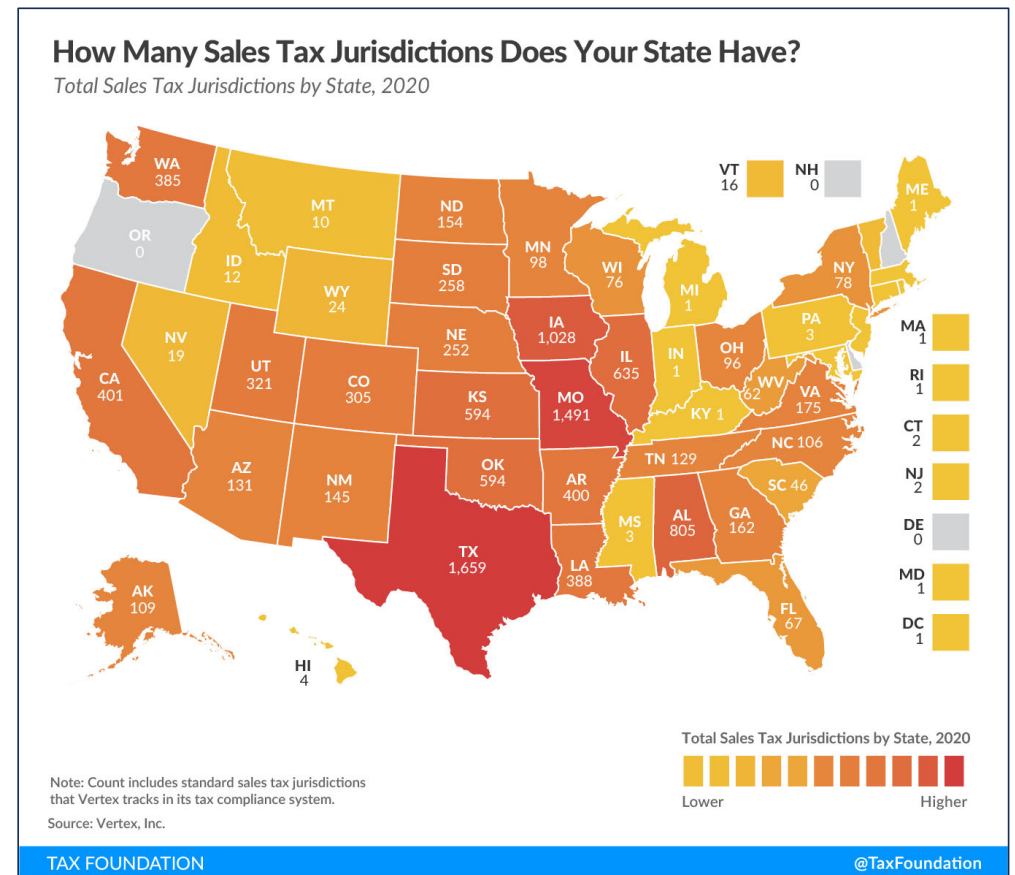 How Many Sales Tax Jurisdictions Does Your State Have?
Total Sales Tax Jurisdictions by State, 2020
WA
385
OR
0
CA
401
NV
19
ID
12
MT
10
WY
24
UT
321
CO
305
AZ
131
NM
145
ND
154
SD
258
NE
252
KS
594
OK
594
TX
1,659
MN
98
IA
1,028
MO
1,491
AR
400
LA
388
WI
76
IL
635
MI
1
IN
1
OH
96
KY 1
TN 129
MS
3
AL
805
GA
162
FL
67
SC 46
NC 106
VA
175
WV
62
PA
3
NY
78
ME
1
VT
16
NH
0
MA
1
RI
1
CT
2
NJ
2
DE
0
MD
1
DC
1
AK
109
HI
4
Total Sales Tax Jurisdictions by State, 2020
Lower
Higher
Note: Count includes standard sales tax jurisdictions
that Vertex tracks in its tax compliance system.
Source: Vertex, Inc.
TAX FOUNDATION
@TaxFoundation